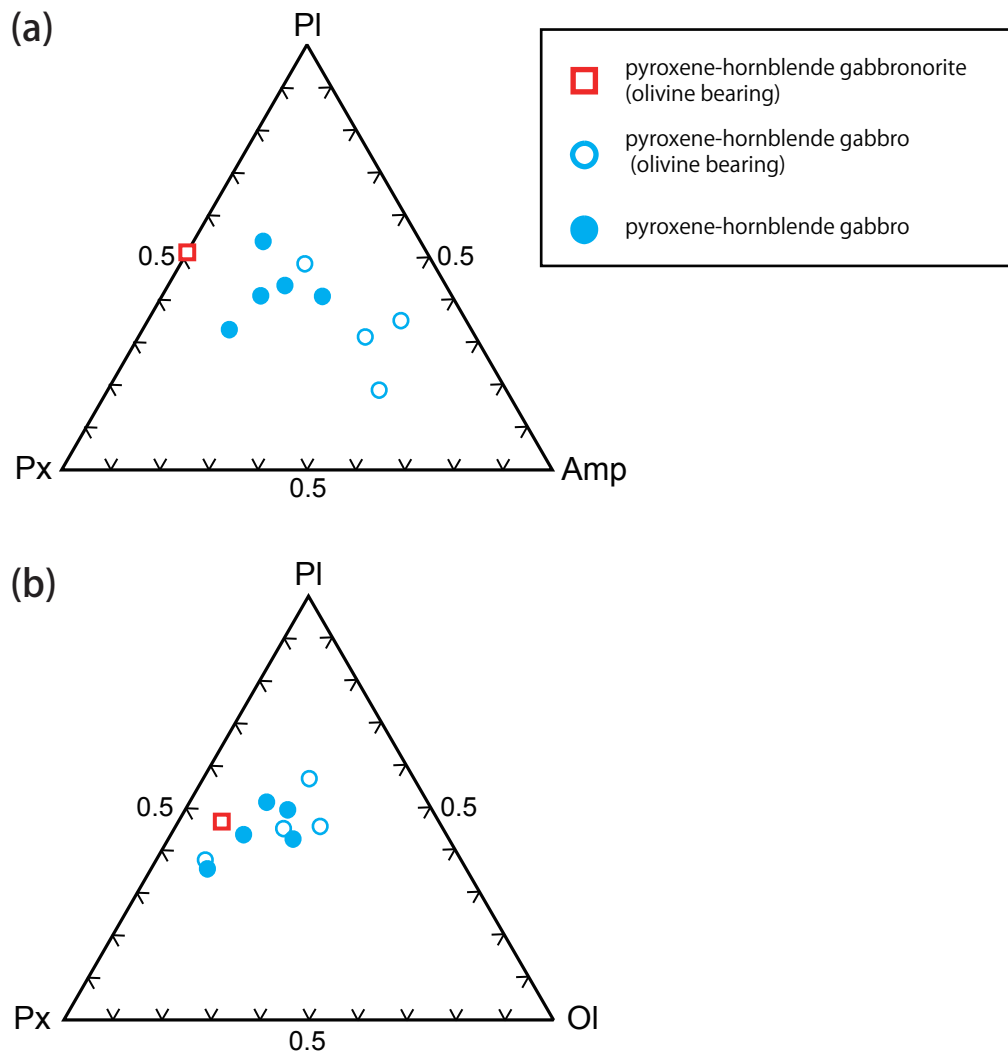 (a)
Pl
pyroxene-hornblende gabbronorite
(olivine bearing)
pyroxene-hornblende gabbro
(olivine bearing)
pyroxene-hornblende gabbro
0.5
0.5
Px
Amp
0.5
(b)
Pl
0.5
0.5
Px
Ol
0.5